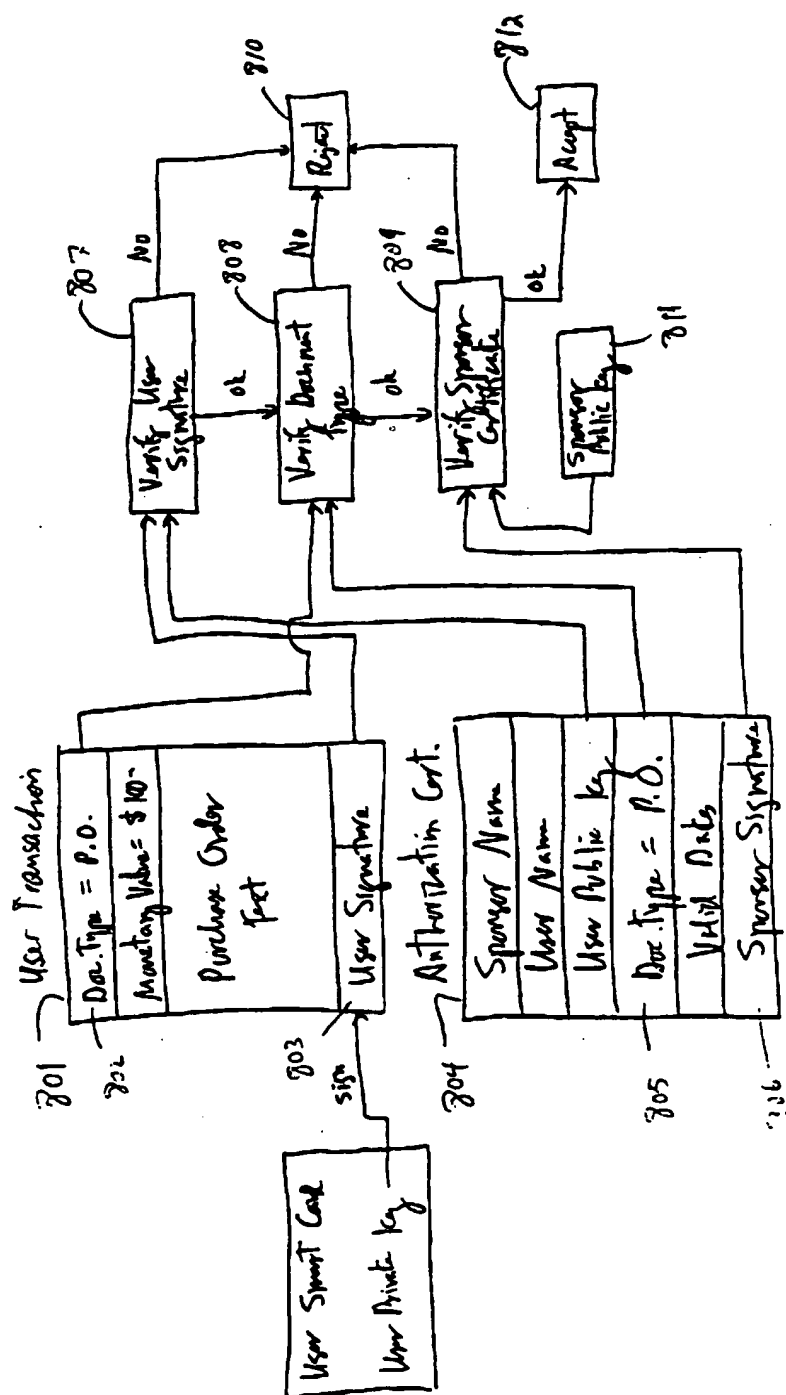 User Smart Card
User Private Key
sign
801
User Transaction
802
Doc. Type = P.O.
Monetary Value = $
Purchase Order
Text
803
User Signature
804
Authorization Cert.
Sponsor Name
User Name
User Public Key
805
Doc. Type = P.O.
Valid Dates
Sponsor Signature
807
Verify User
Signature
No
ok
808
Verify Document
Type
No
ok
809
Verify Sponsor
Certificate
No
ok
810
Reject
811
Sponsor
Public Key
812
Accept